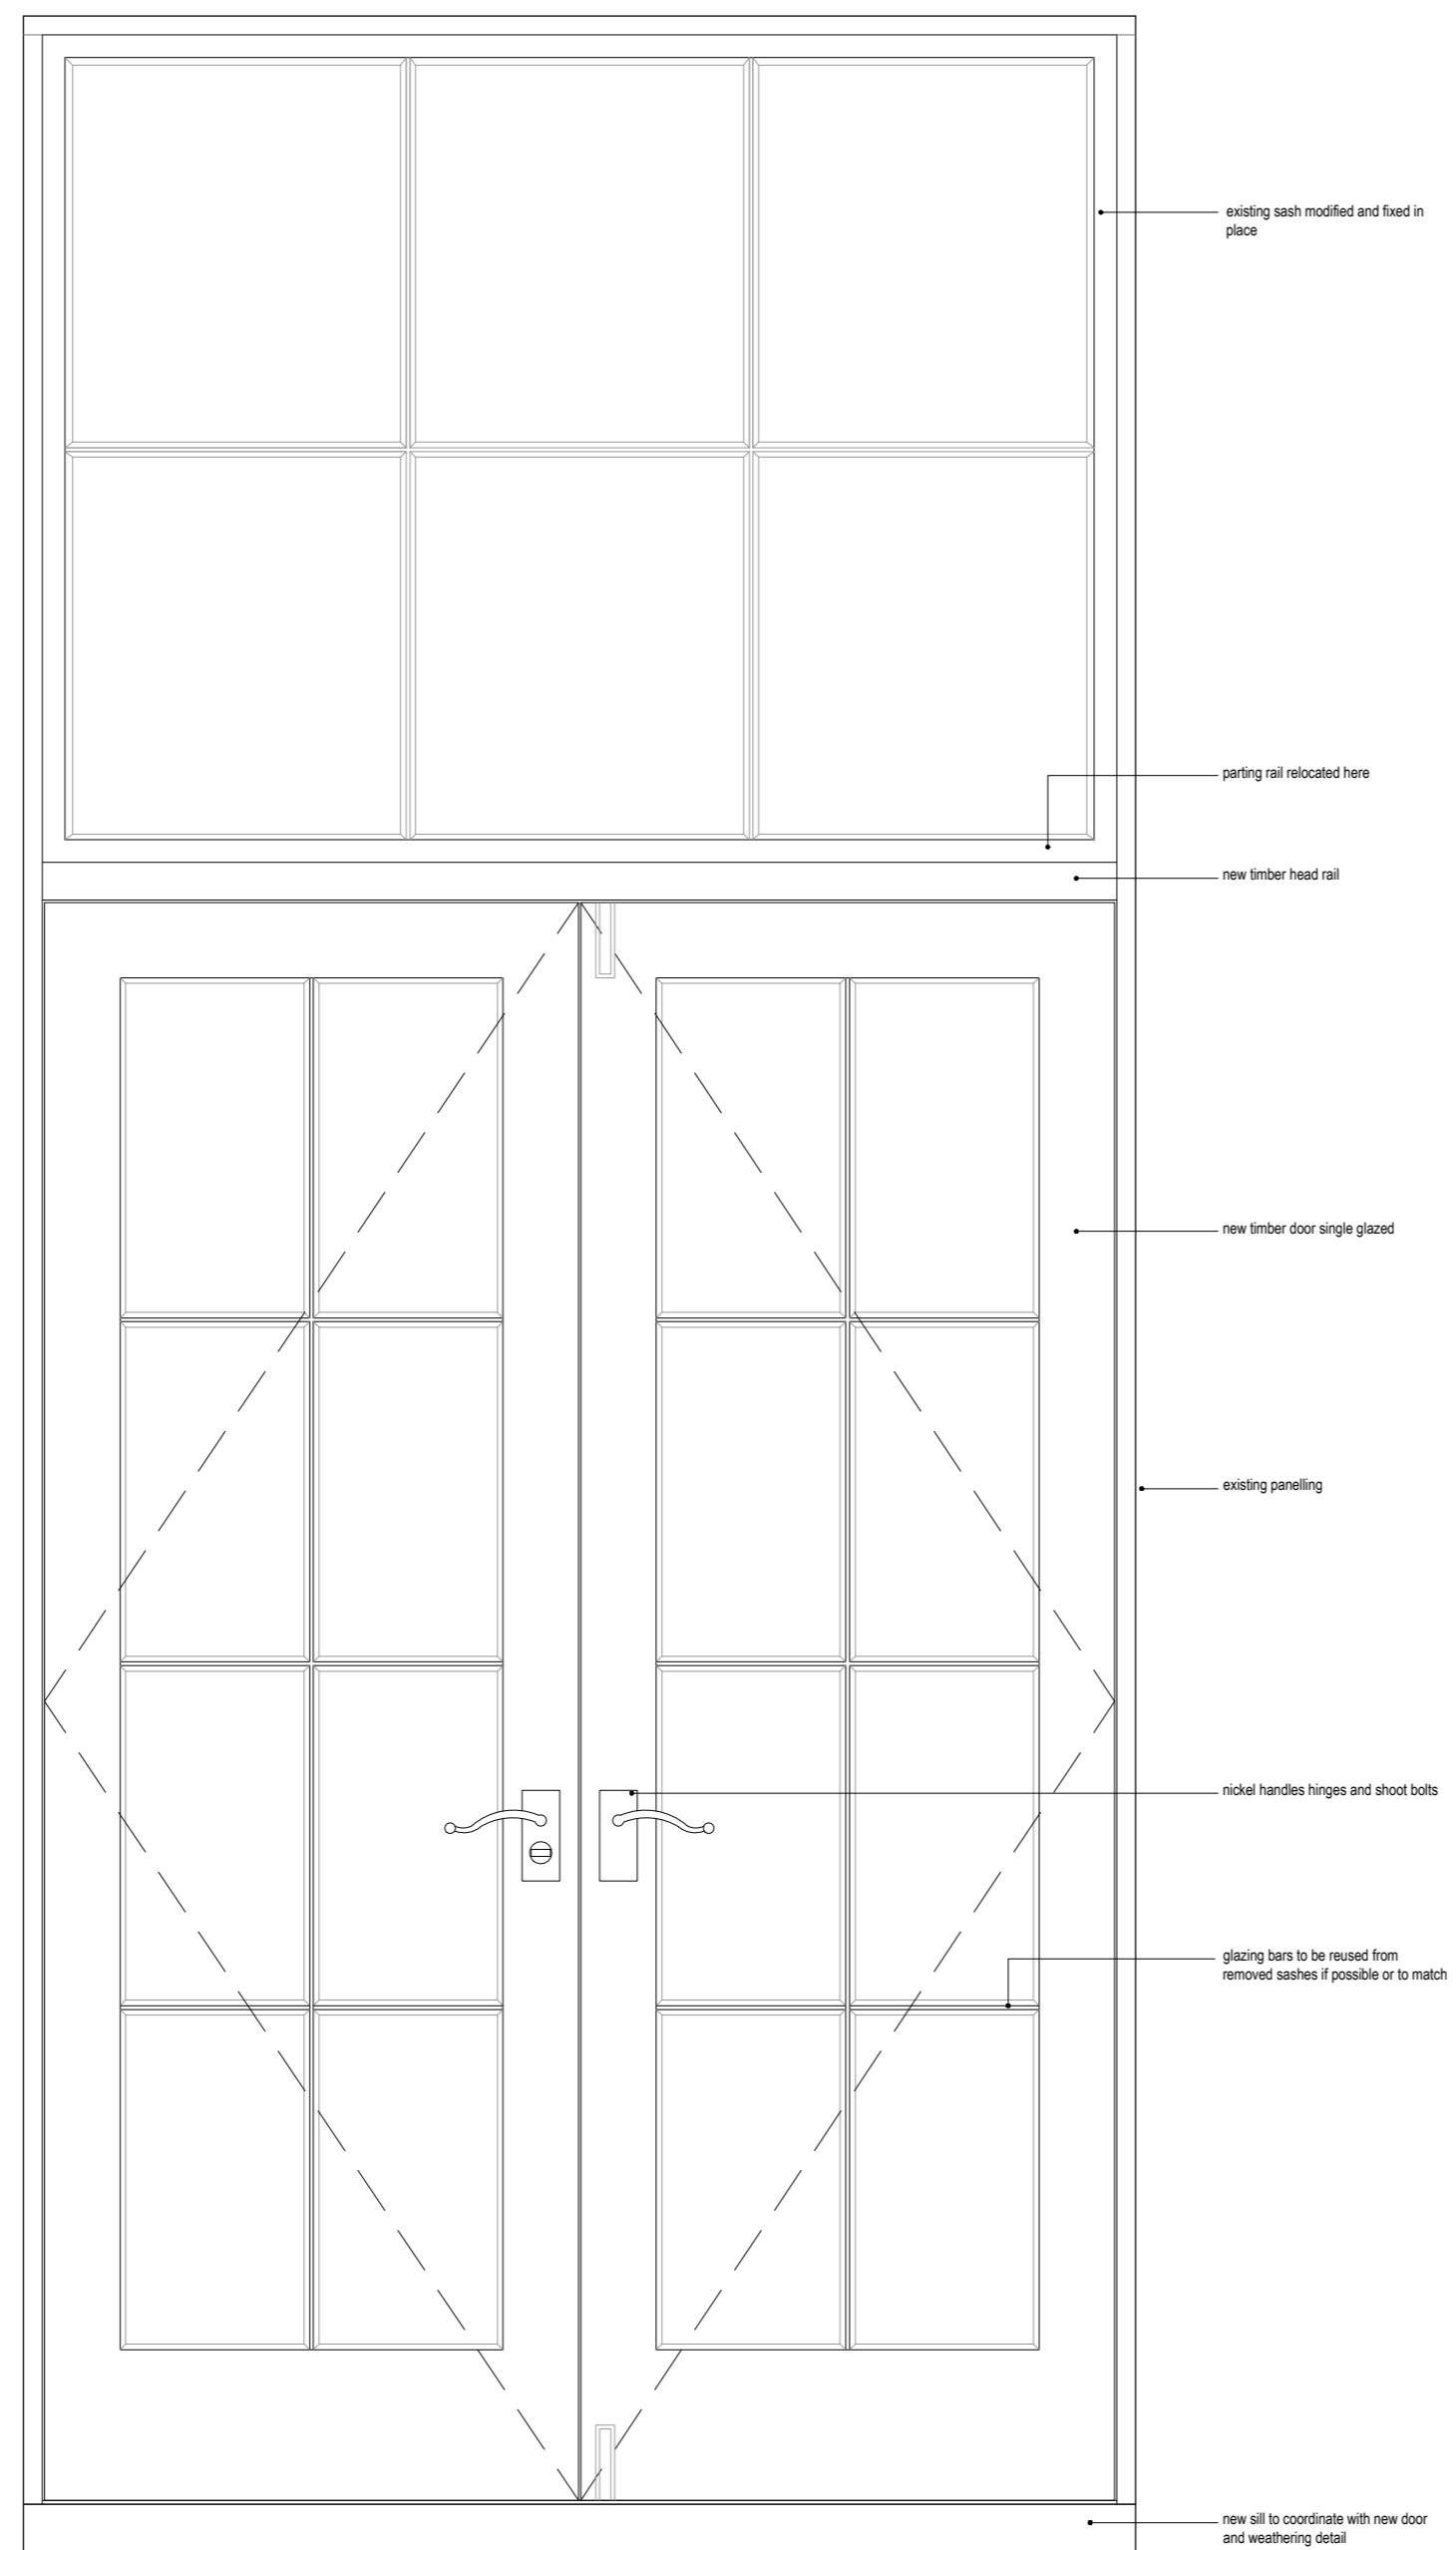 existing sash modified and fixed in
place
parting rail relocated here
new timber head rail
new timber door single glazed
existing panelling
nickel handles hinges and shoot bolts
glazing bars to be reused from
removed sashes if possible or to match
new sill to coordinate with new door
and weathering detail